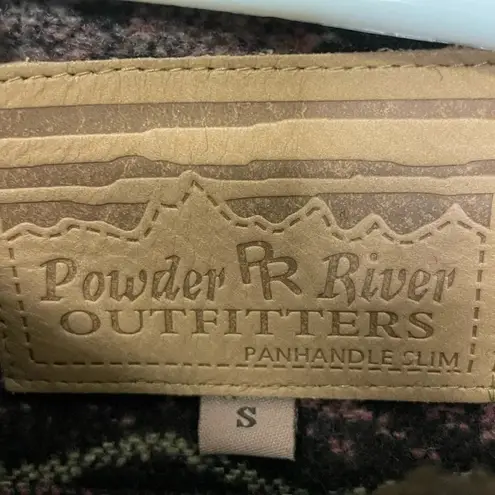 Powder PR River
OUTFITTERS
PANHANDLE SLIM
S